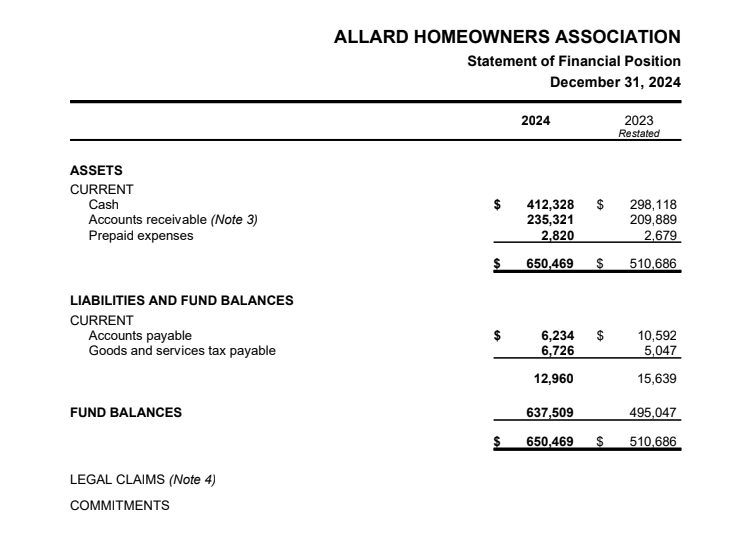 ALLARD HOMEOWNERS ASSOCIATION
Statement of Financial Position
December 31, 2024
2024 2023
Restated
ASSETS
CURRENT
Cash $ 412,328 $ 298,118
Accounts receivable (Note 3) 235,321 209,889
Prepaid expenses 2,820 2,679
$ 650,469 $ 510,686
LIABILITIES AND FUND BALANCES
CURRENT
Accounts payable $ 6,234 $ 10,592
Goods and services tax payable 6,726 5,047
12,960 15,639
FUND BALANCES 637,509 495,047
$ 650,469 $ 510,686
LEGAL CLAIMS (Note 4)
COMMITMENTS